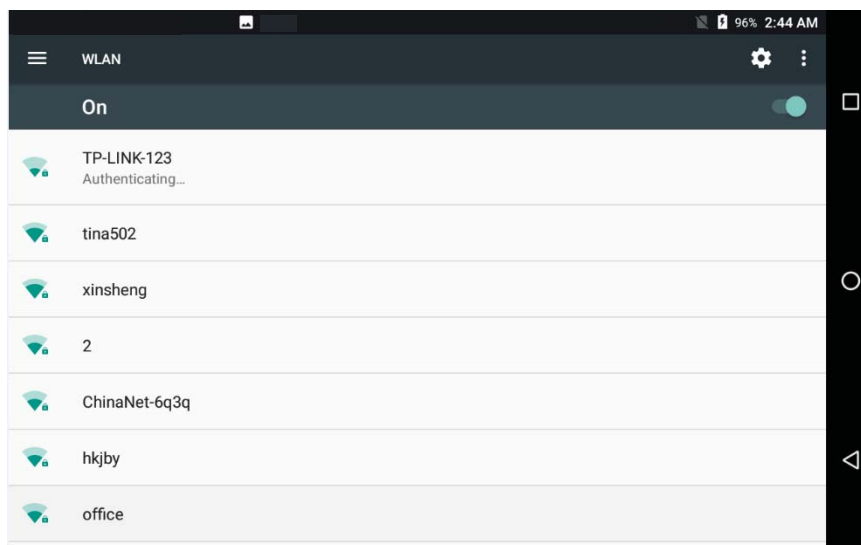 96% 2:44 AM
WLAN
On
TP-LINK-123
Authenticating…
tina502
xinsheng
2
ChinaNet-6q3q
hkjby
office